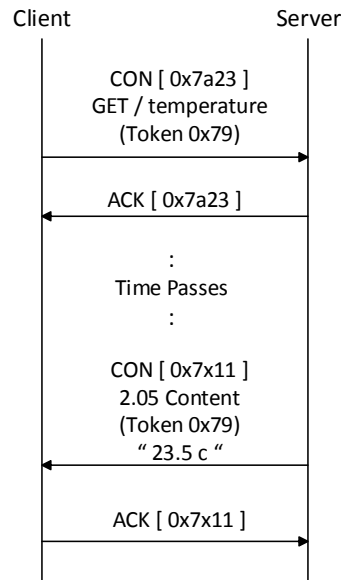 Client Server
CON [ 0x7a23 ]
GET / temperature
(Token 0x79)
ACK [ 0x7a23 ]
:
Time Passes
:
CON [ 0x7x11 ]
2.05 Content
(Token 0x79)
“ 23.5 c “
ACK [ 0x7x11 ]